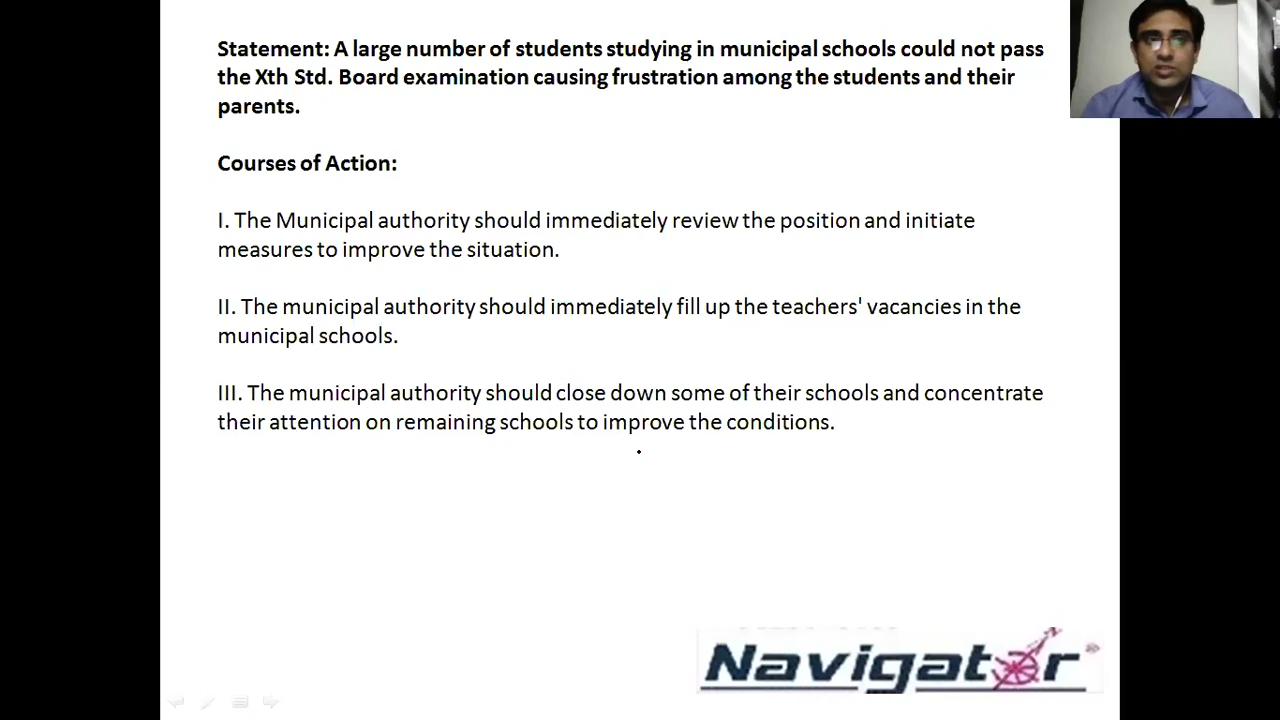 Statement: A large number of students studying in municipal schools could not pass
the Xth Std. Board examination causing frustration among the students and their
parents.
Courses of Action:
I. The Municipal authority should immediately review the position and initiate
measures to improve the situation.
II. The municipal authority should immediately fill up the teachers' vacancies in the
municipal schools.
III. The municipal authority should close down some of their schools and concentrate
their attention on remaining schools to improve the conditions.
Navigator